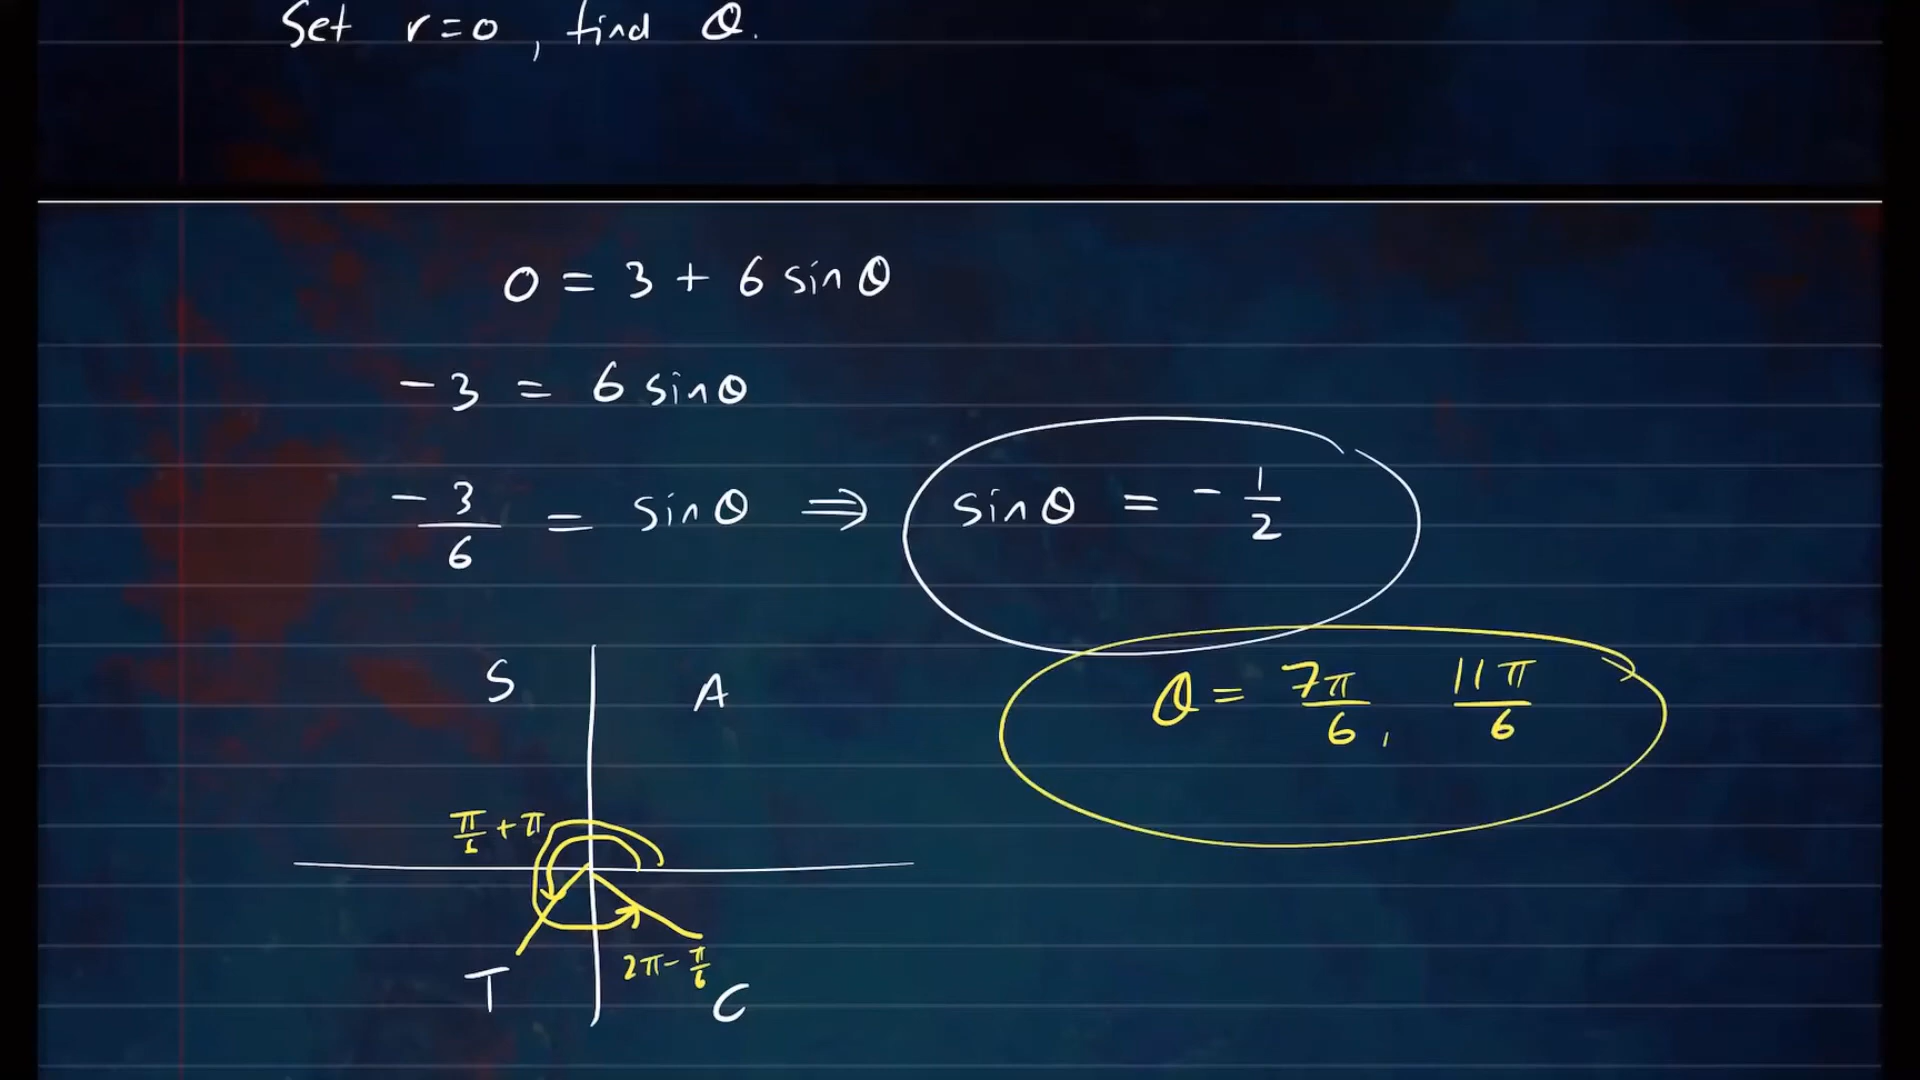 Set r=0, find θ.
0 = 3 + 6 sin θ
-3 = 6 sin θ
-3/6 = sin θ ⇒ sin θ = -1/2
S A
θ = 7π/6, 11π/6
π/6 + π
2π - π/6
T C